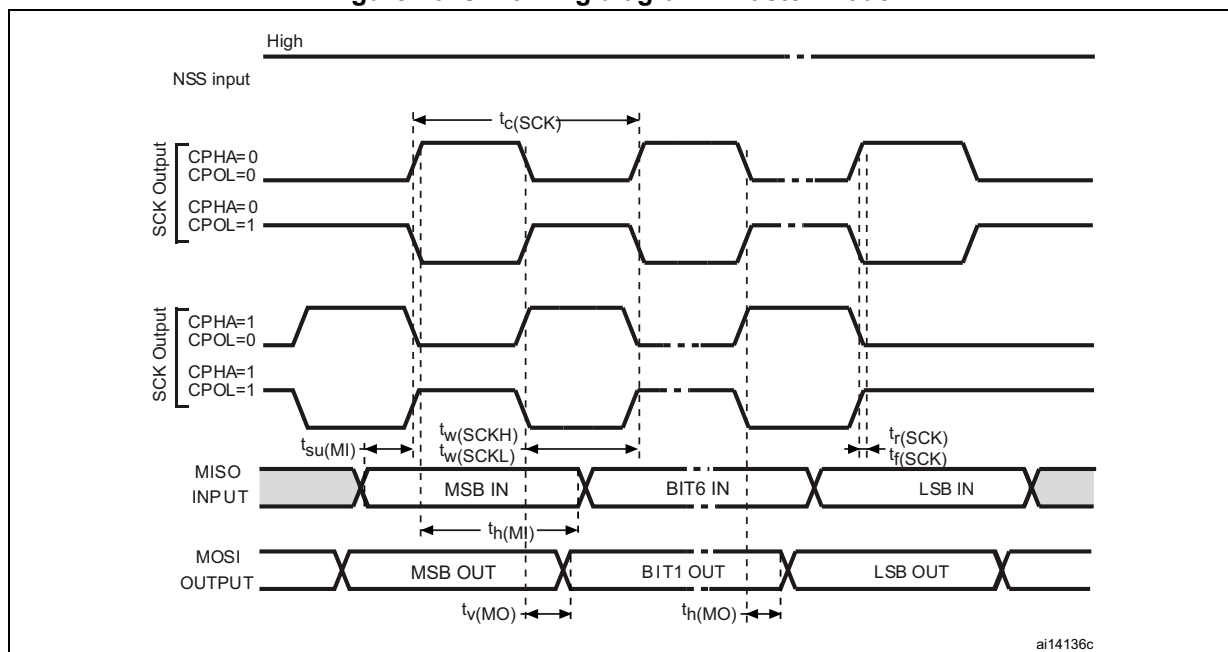 High
NSS input
tc(SCK)
SCK Output
CPHA=0
CPOL=0
CPHA=0
CPOL=1
SCK Output
CPHA=1
CPOL=0
CPHA=1
CPOL=1
tsu(MI)
tw(SCKH)
tw(SCKL)
tr(SCK)
tf(SCK)
MISO
INPUT
MSB IN
BIT6 IN
LSB IN
th(MI)
MOSI
OUTPUT
MSB OUT
BIT1 OUT
LSB OUT
tv(MO)
th(MO)
ai14136c